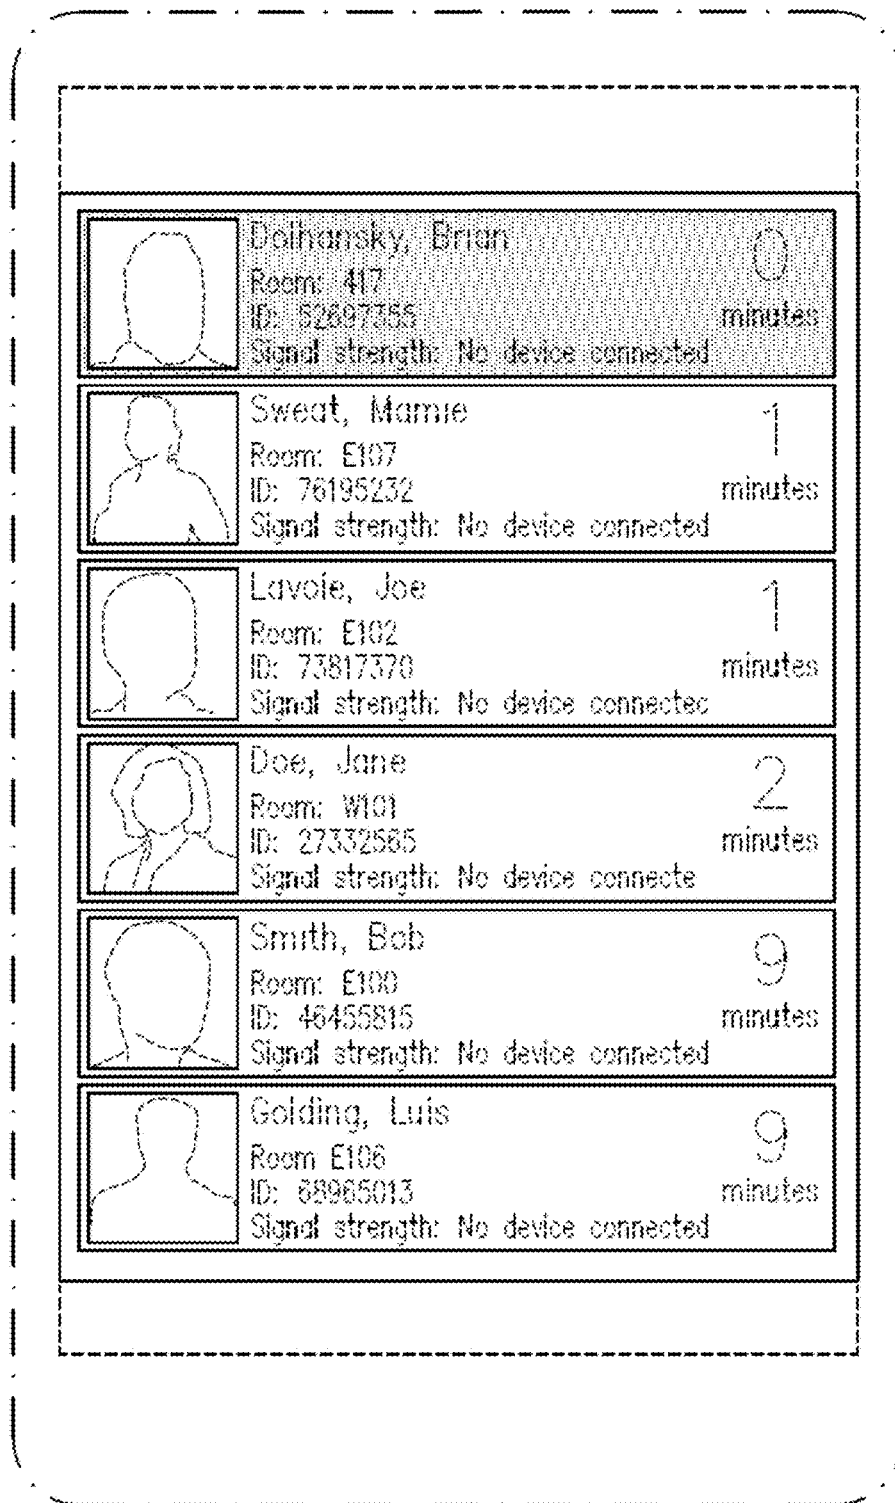 Dolhansky, Brian
0
Room: 417
ID: 52697355
minutes
Signal strength: No device connected
Sweat, Mamie
1
Room: E107
ID: 76195232
minutes
Signal strength: No device connected
Lavoie, Joe
1
Room: E102
ID: 73817370
minutes
Signal strength: No device connectec
Doe, Jane
2
Room: W101
ID: 27332565
minutes
Signal strength: No device connecte
Smith, Bob
9
Room: E100
ID: 46455815
minutes
Signal strength: No device connected
Golding, Luis
9
Room E106
ID: 68965013
minutes
Signal strength: No device connected